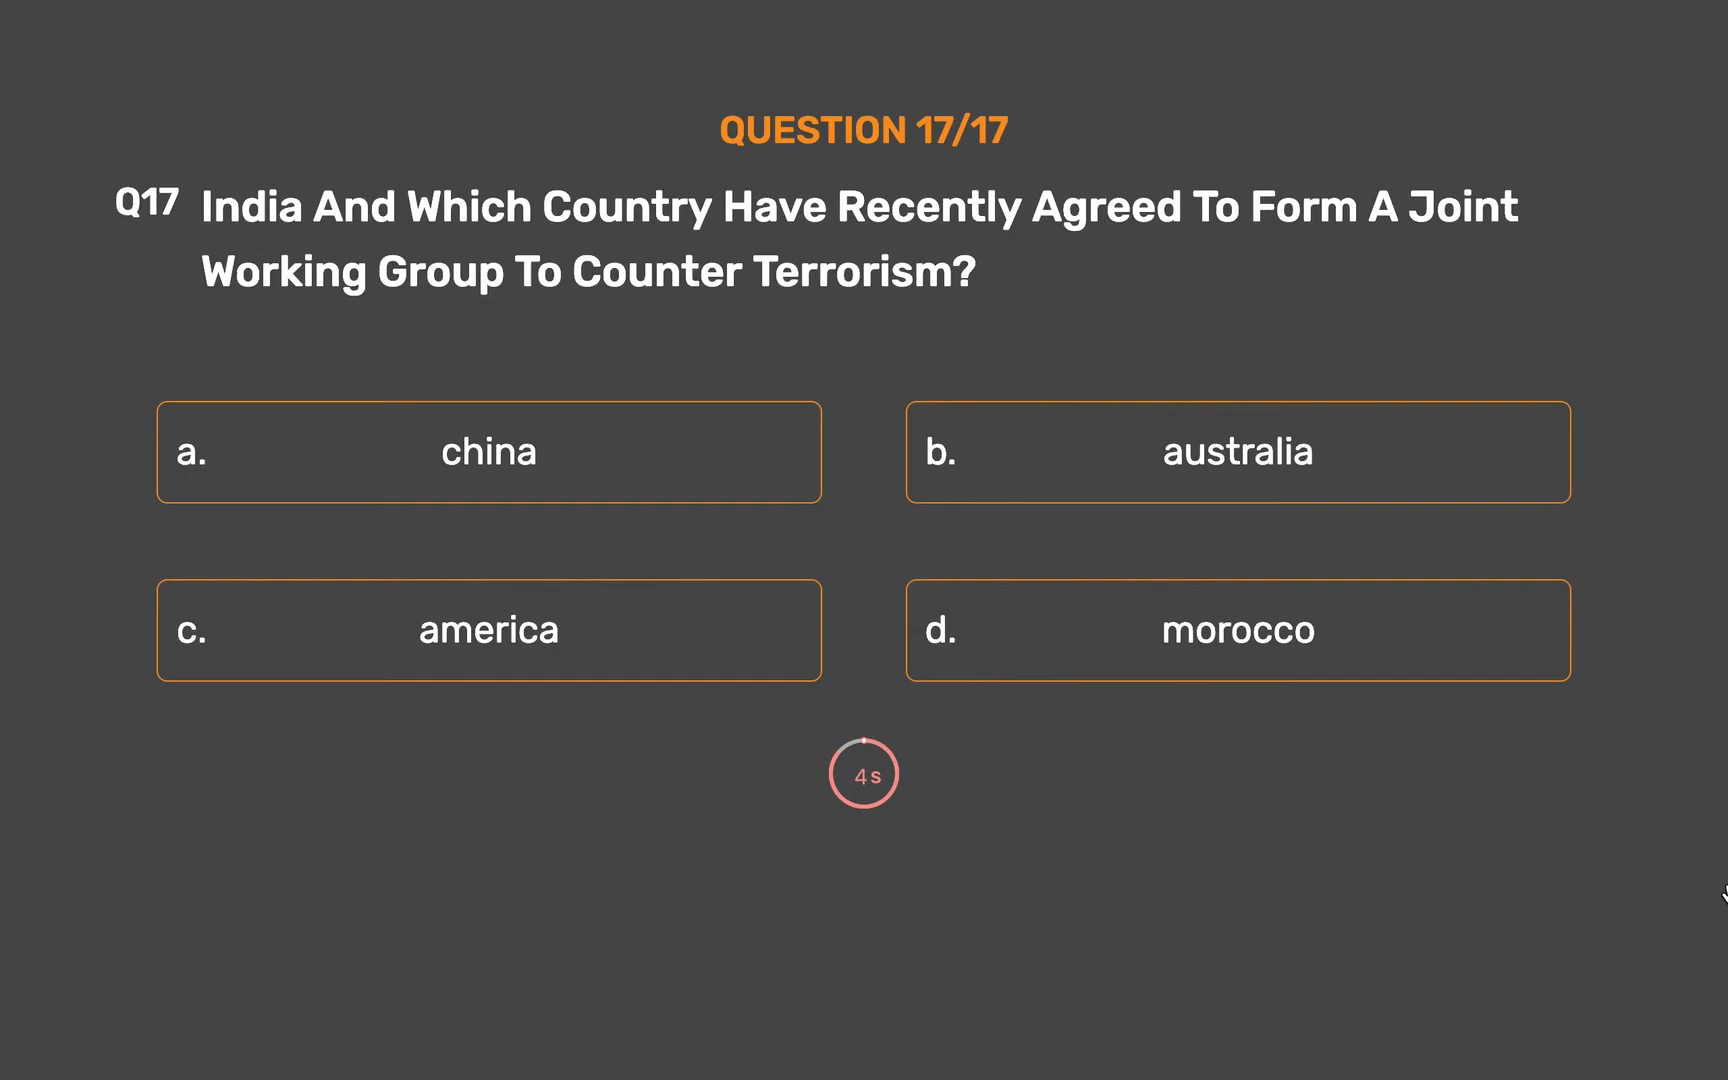 QUESTION 17/17
Q17 India And Which Country Have Recently Agreed To Form A Joint
Working Group To Counter Terrorism?
a. china
b. australia
c. america
d. morocco
4s